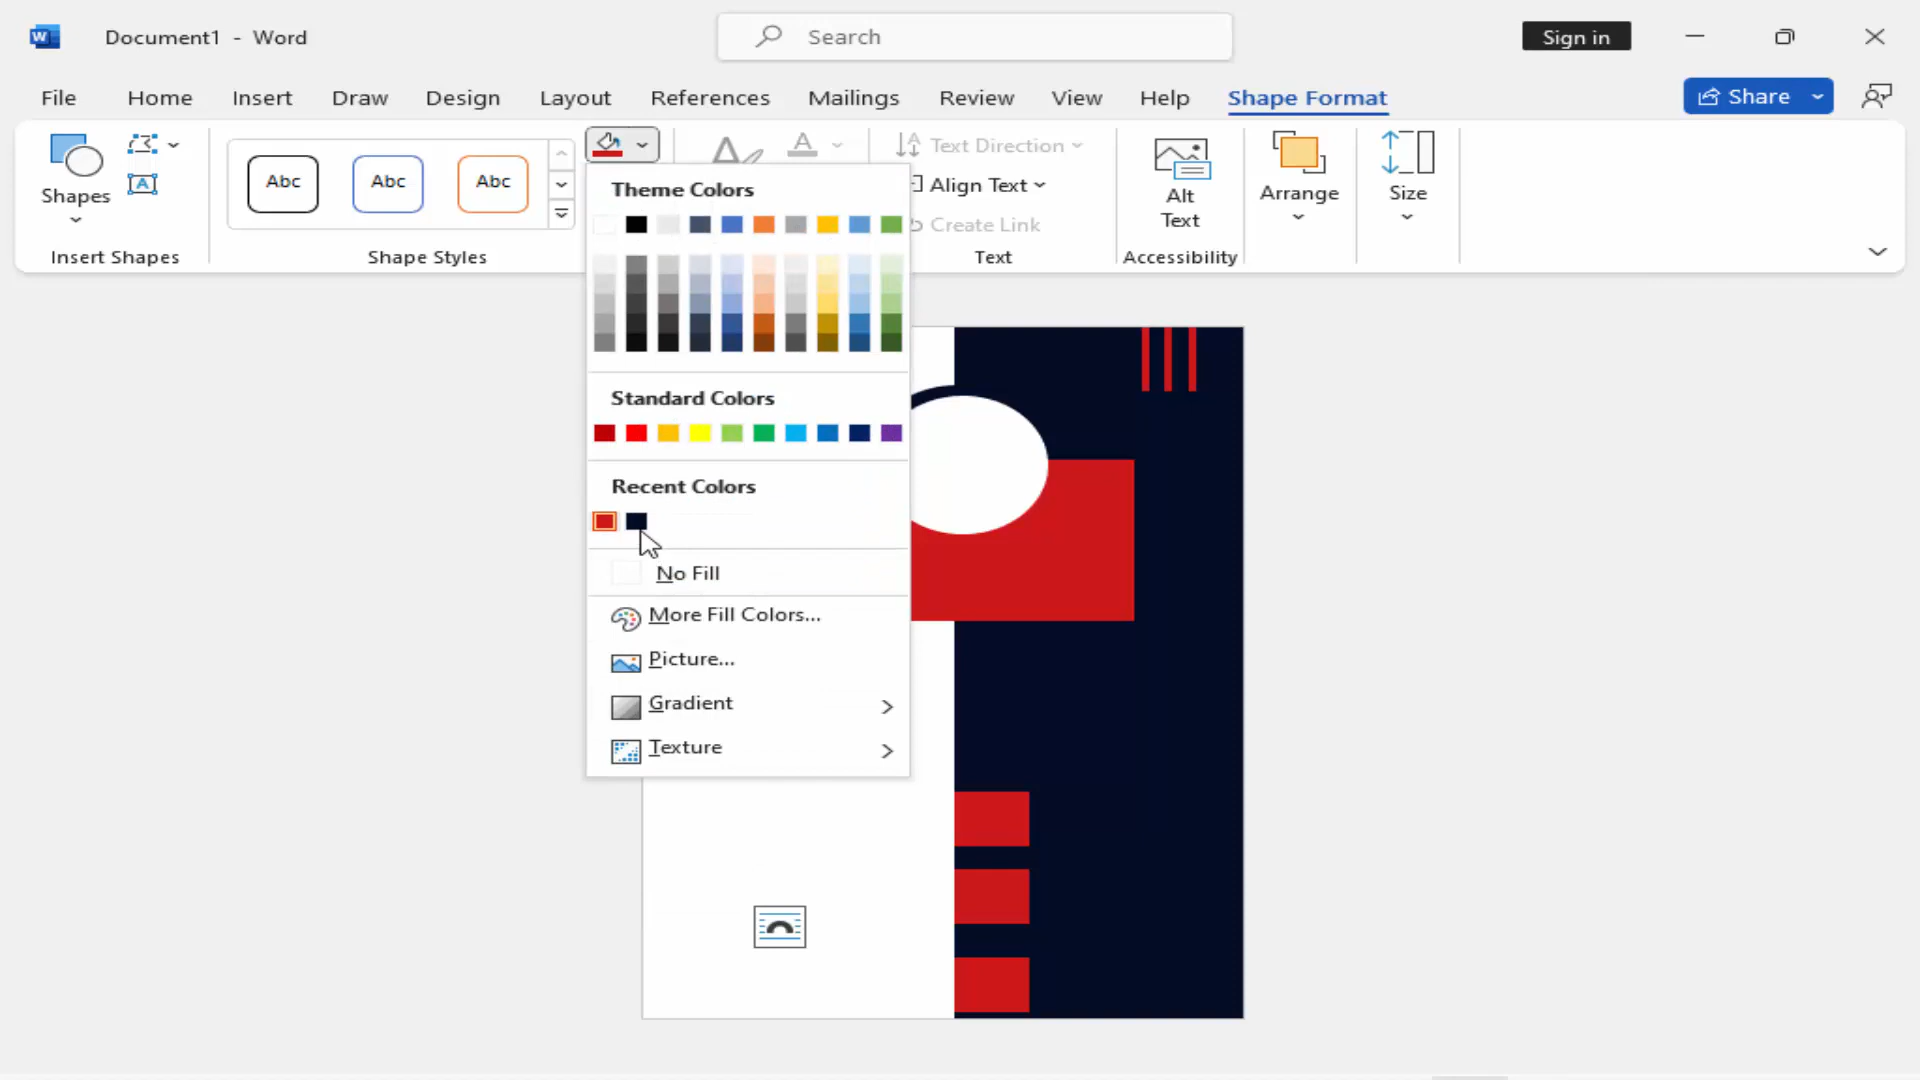 W
Document1 - Word
Search
Sign in
File
Home
Insert
Draw
Design
Layout
References
Mailings
Review
View
Help
Shape Format
Share
Shapes
A
Abc
Abc
Abc
A
A
Text Direction
Align Text
Create Link
Alt
Text
Arrange
Size
Insert Shapes
Shape Styles
Text
Accessibility
Theme Colors
Standard Colors
Recent Colors
No Fill
More Fill Colors...
Picture...
Gradient
Texture